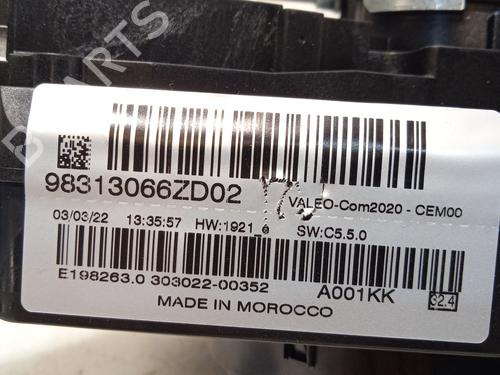 B PARTS
98313066ZD02
VALEO-Com2020 - CEM00
03/03/22 13:35:57 HW:1921_6 SW:C5.5.0
E198263.0 303022-00352 A001KK 32.4
MADE IN MOROCCO